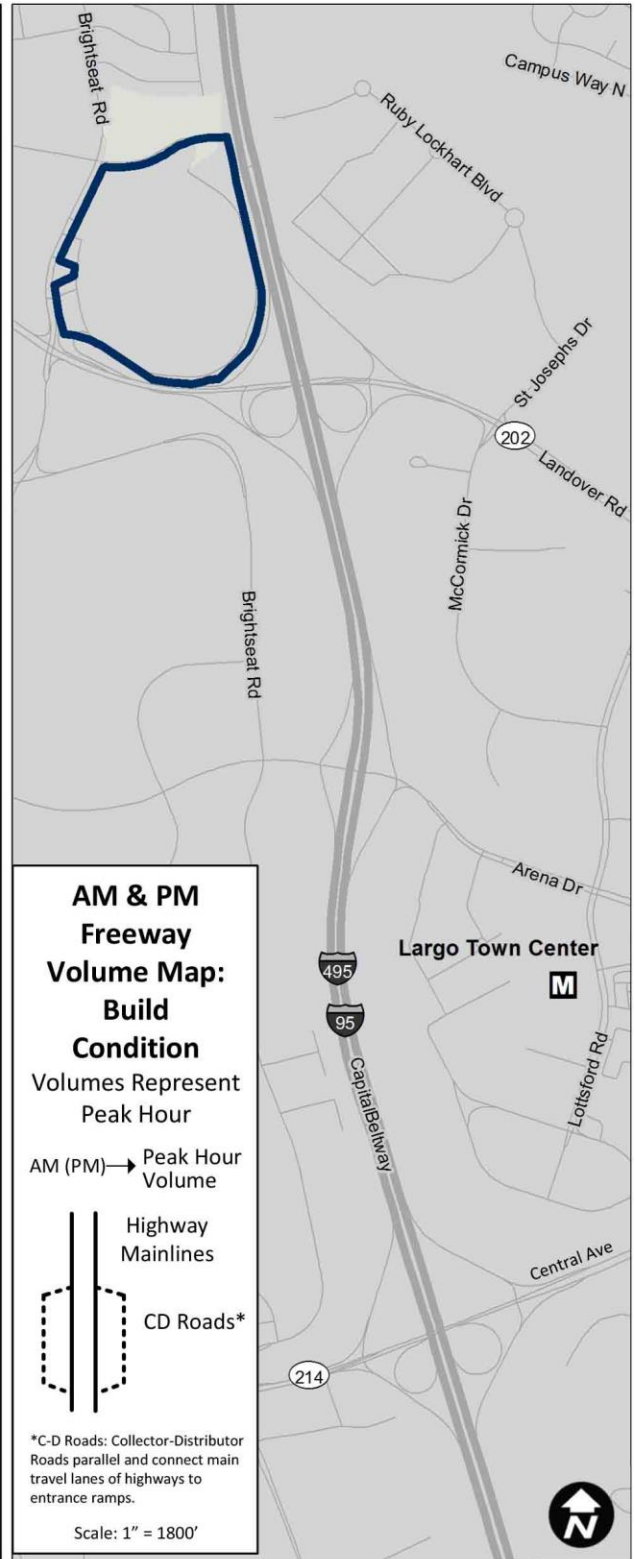 Brightseat Rd
Campus Way N
Ruby Lockhart Blvd
St Josephs Dr
202
Landover Rd
McCormick Dr
Brightseat Rd
Arena Dr
Largo Town Center
M
495
95
CapitalBeltway
Lottsford Rd
Central Ave
214
AM & PM
Freeway
Volume Map:
Build
Condition
Volumes Represent
Peak Hour
AM (PM) Peak Hour
Volume
Highway
Mainlines
CD Roads*
*C-D Roads: Collector-Distributor
Roads parallel and connect main
travel lanes of highways to
entrance ramps.
Scale: 1” = 1800’
N